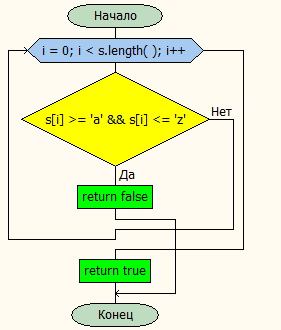 Начало
i = 0; i < s.length( ); i++
s[i] >= 'a' && s[i] <= 'z'
Нет
Да
return false
return true
Конец